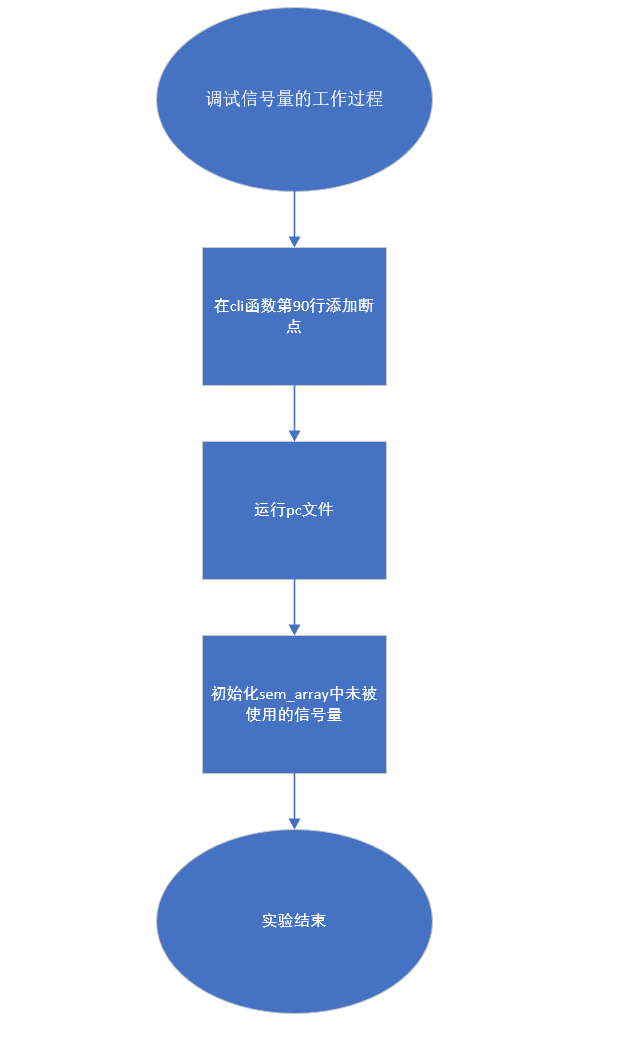 调试信号量的工作过程
在cli函数第90行添加断
点
运行pc文件
初始化sem_array中未被
使用的信号量
实验结束